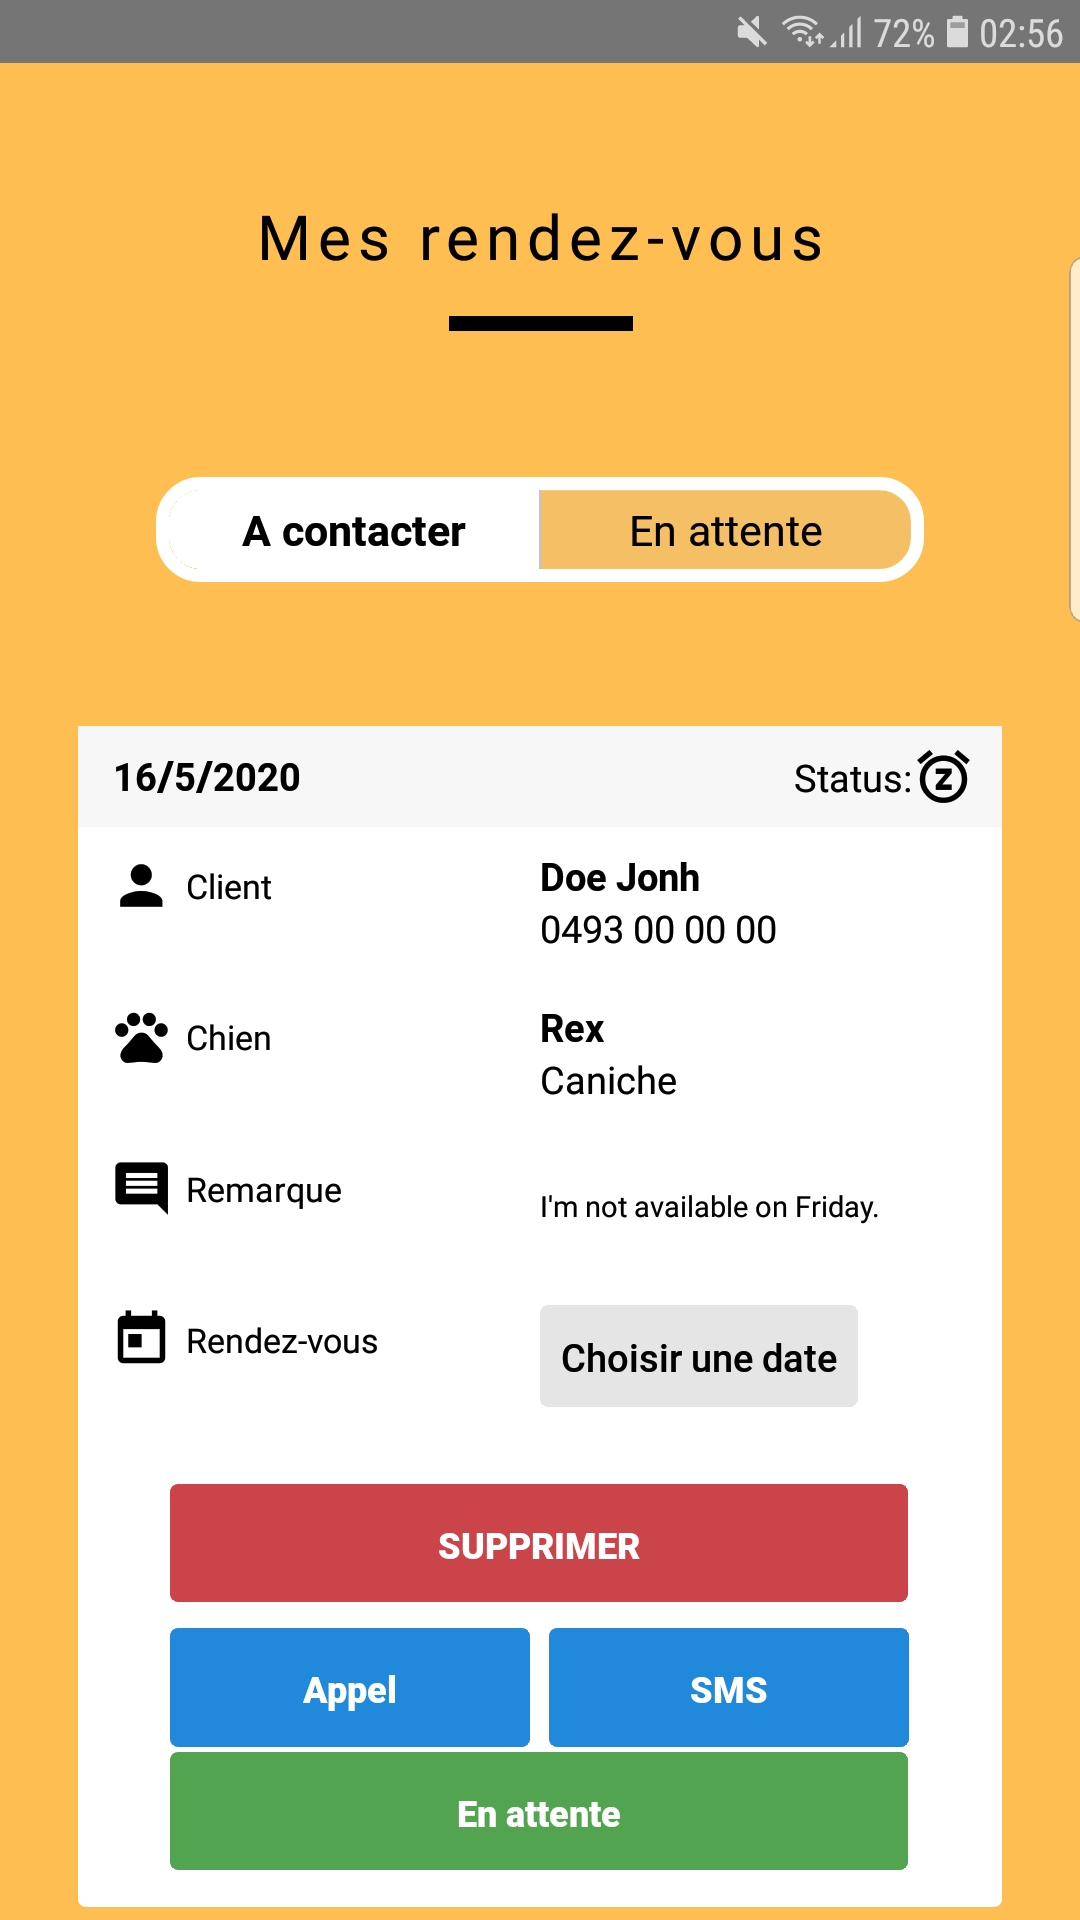 72% 02:56
Mes rendez-vous
A contacter En attente
16/5/2020 Status:
Client Doe Jonh
0493 00 00 00
Chien Rex
Caniche
Remarque I'm not available on Friday.
Rendez-vous Choisir une date
SUPPRIMER
Appel SMS
En attente